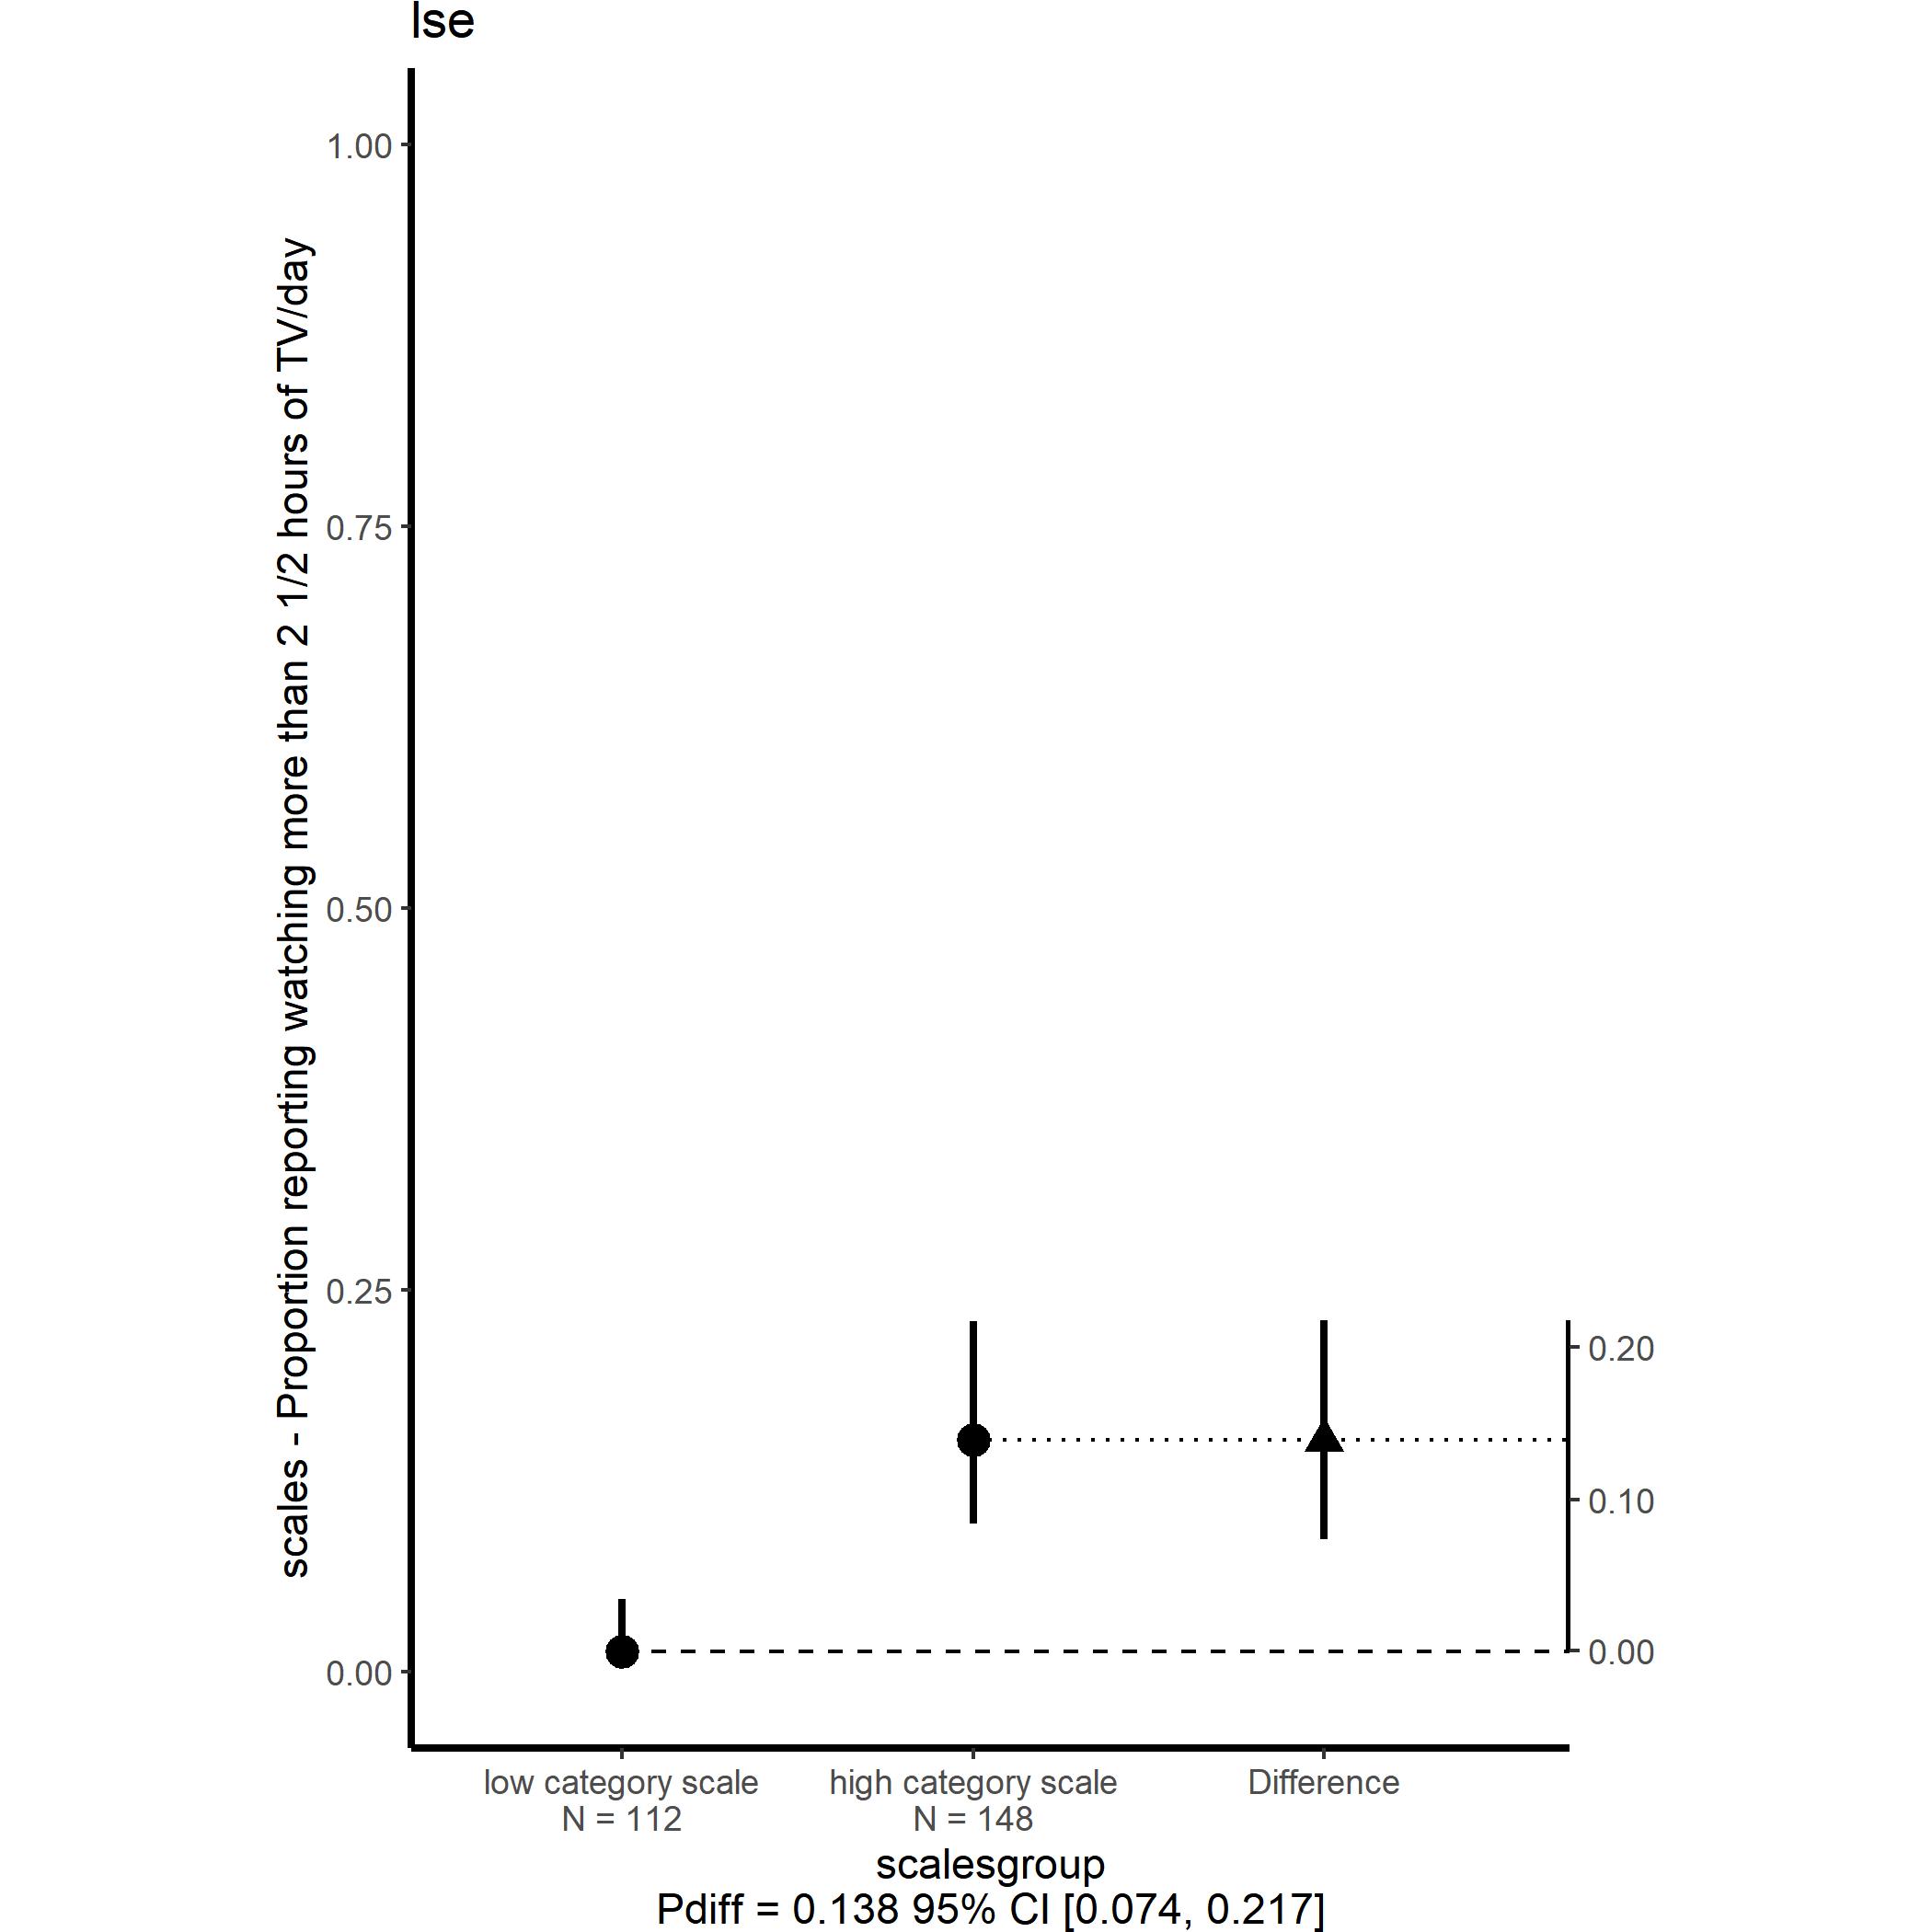 lse
scales - Proportion reporting watching more than 2 1/2 hours of TV/day
1.00
0.75
0.50
0.25
0.00
0.20
0.10
0.00
low category scale
N = 112
high category scale
N = 148
Difference
scalesgroup
Pdiff = 0.138 95% CI [0.074, 0.217]